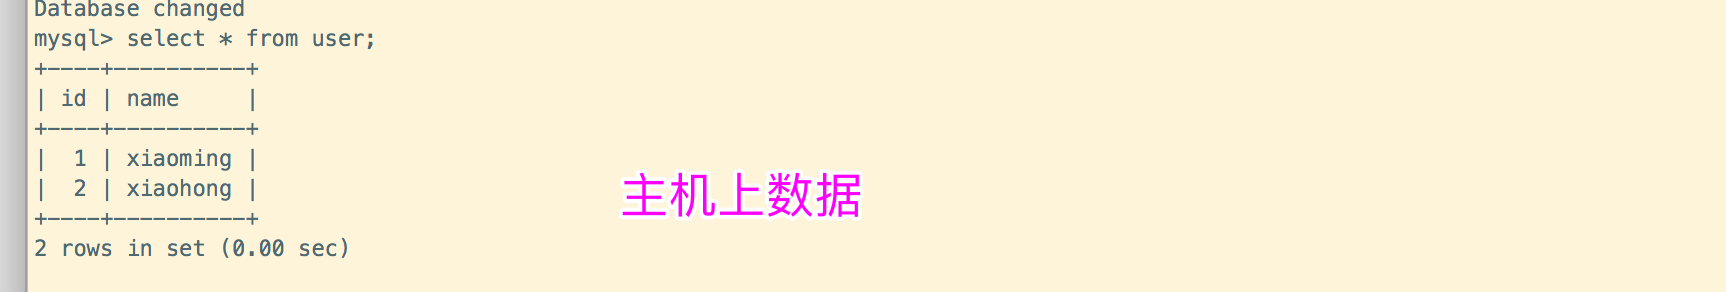 Database changed
mysql> select * from user;
+----+----------+
| id | name     |
+----+----------+
|  1 | xiaoming |
|  2 | xiaohong |
+----+----------+
主机上数据
2 rows in set (0.00 sec)